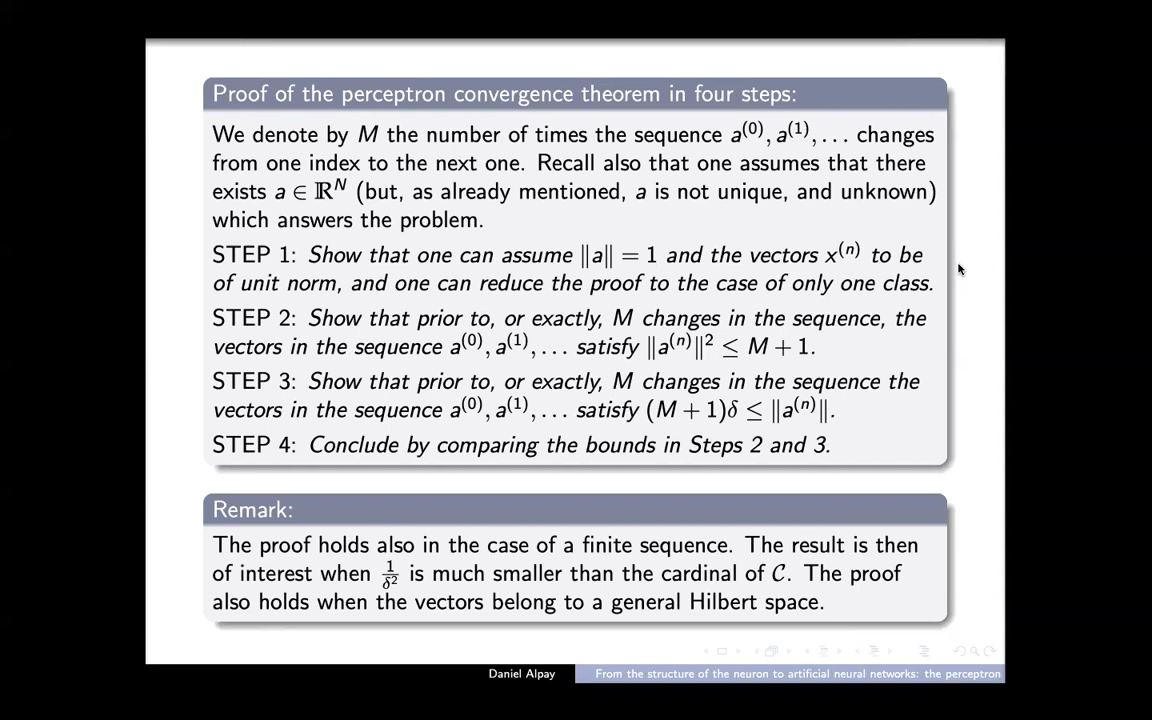 Proof of the perceptron convergence theorem in four steps:
We denote by M the number of times the sequence a⁽⁰⁾, a⁽¹⁾, . . . changes
from one index to the next one. Recall also that one assumes that there
exists a ∈ ℝᴺ (but, as already mentioned, a is not unique, and unknown)
which answers the problem.
STEP 1: Show that one can assume ‖a‖ = 1 and the vectors x⁽ⁿ⁾ to be
of unit norm, and one can reduce the proof to the case of only one class.
STEP 2: Show that prior to, or exactly, M changes in the sequence, the
vectors in the sequence a⁽⁰⁾, a⁽¹⁾, . . . satisfy ‖a⁽ⁿ⁾‖² ≤ M + 1.
STEP 3: Show that prior to, or exactly, M changes in the sequence the
vectors in the sequence a⁽⁰⁾, a⁽¹⁾, . . . satisfy (M + 1)δ ≤ ‖a⁽ⁿ⁾‖.
STEP 4: Conclude by comparing the bounds in Steps 2 and 3.
Remark:
The proof holds also in the case of a finite sequence. The result is then
of interest when 1/δ² is much smaller than the cardinal of 𝒞. The proof
also holds when the vectors belong to a general Hilbert space.
Daniel Alpay From the structure of the neuron to artificial neural networks: the perceptron